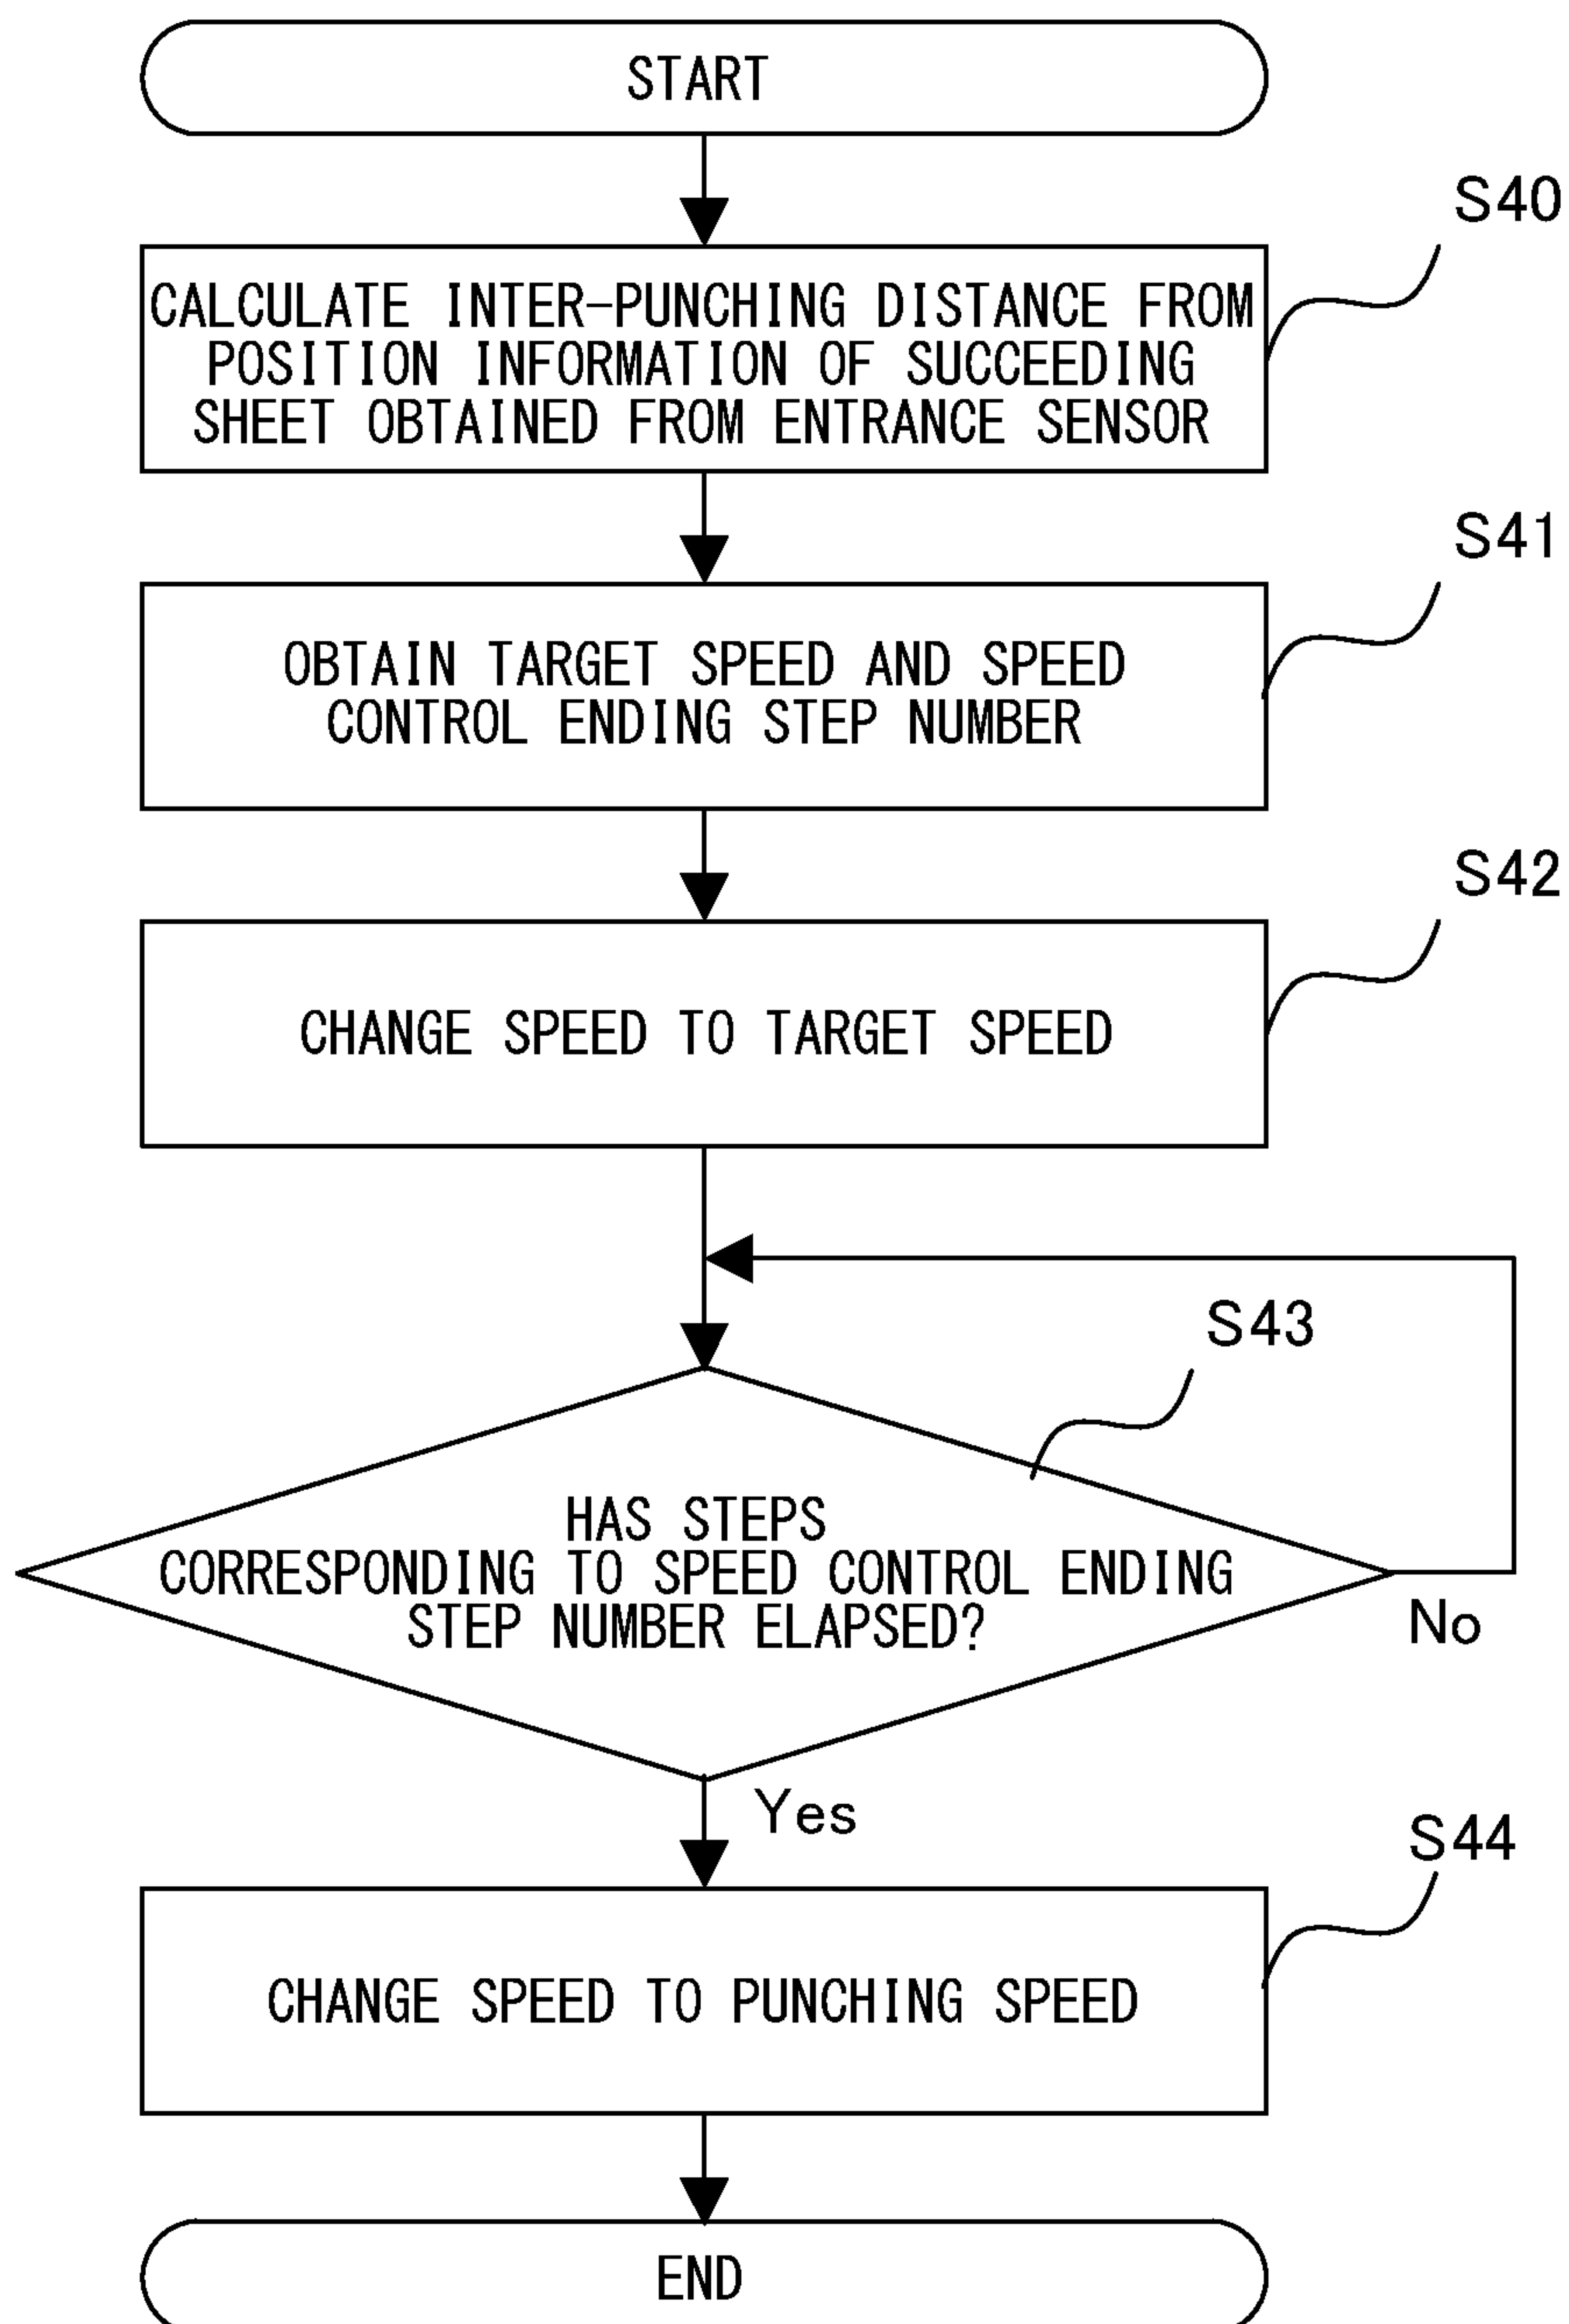 START
S40
CALCULATE INTER-PUNCHING DISTANCE FROM
POSITION INFORMATION OF SUCCEEDING
SHEET OBTAINED FROM ENTRANCE SENSOR
S41
OBTAIN TARGET SPEED AND SPEED
CONTROL ENDING STEP NUMBER
S42
CHANGE SPEED TO TARGET SPEED
S43
HAS STEPS
CORRESPONDING TO SPEED CONTROL ENDING
STEP NUMBER ELAPSED?
No
Yes
S44
CHANGE SPEED TO PUNCHING SPEED
END